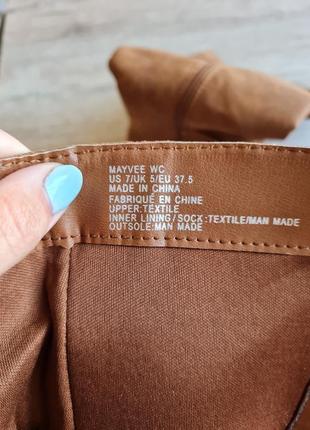 MAYVEE WC
US 7/UK 5/EU 37.5
MADE IN CHINA
FABRIQUÉ EN CHINE
UPPER:TEXTILE
INNER LINING/SOCK:TEXTILE/MAN MADE
OUTSOLE:MAN MADE